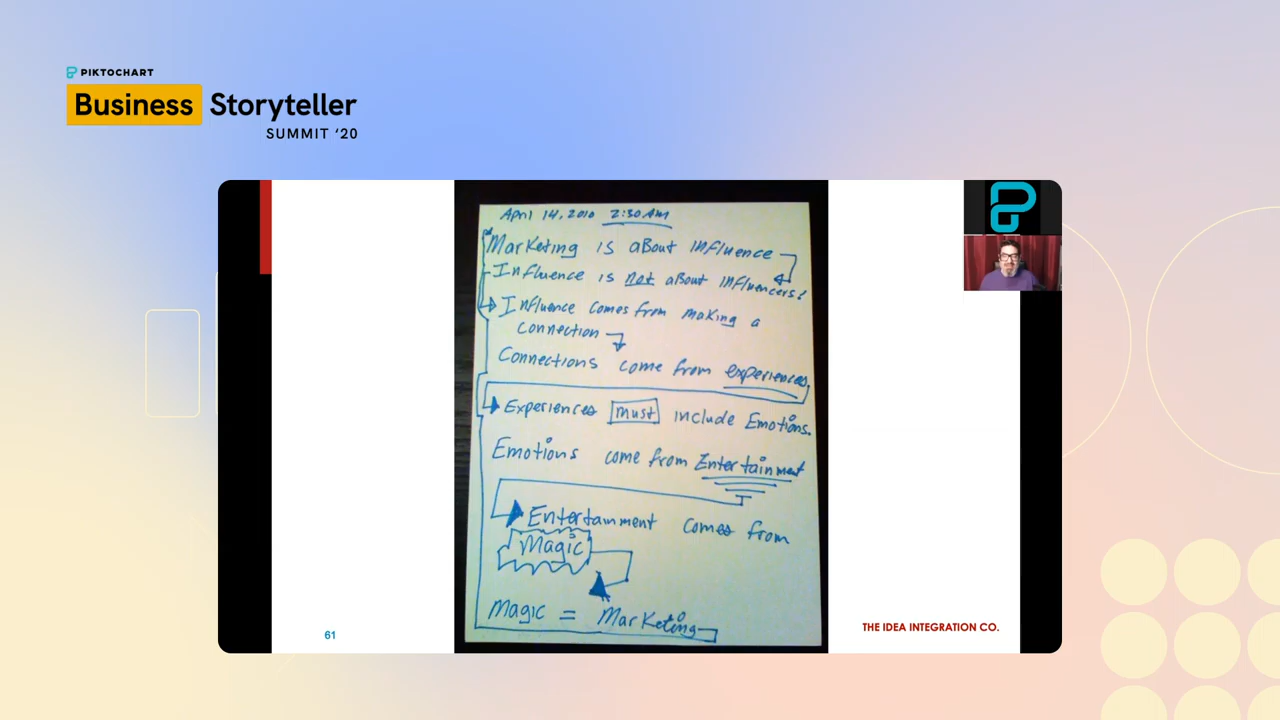 PIKTOCHART
Business Storyteller
SUMMIT ‘20
April 14, 2010 2:30 AM
Marketing is about influence
Influence is not about influencers!
Influence comes from making a
connection
Connections come from experiences
Experiences must include Emotions.
Emotions come from Entertainment
Entertainment comes from
Magic
Magic = Marketing
61
THE IDEA INTEGRATION CO.